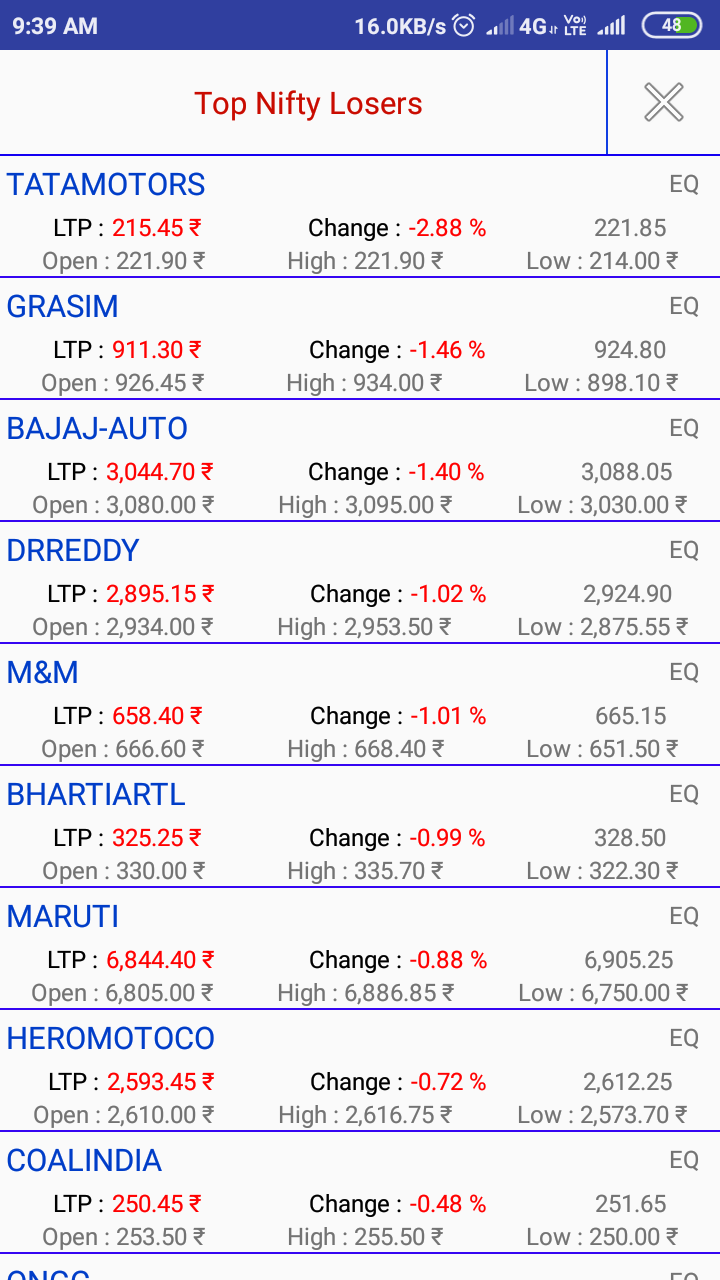 9:39 AM 16.0KB/s 4G VoLTE 48
Top Nifty Losers
TATAMOTORS EQ
LTP : 215.45 ₹ Change : -2.88 % 221.85
Open : 221.90 ₹ High : 221.90 ₹ Low : 214.00 ₹
GRASIM EQ
LTP : 911.30 ₹ Change : -1.46 % 924.80
Open : 926.45 ₹ High : 934.00 ₹ Low : 898.10 ₹
BAJAJ-AUTO EQ
LTP : 3,044.70 ₹ Change : -1.40 % 3,088.05
Open : 3,080.00 ₹ High : 3,095.00 ₹ Low : 3,030.00 ₹
DRREDDY EQ
LTP : 2,895.15 ₹ Change : -1.02 % 2,924.90
Open : 2,934.00 ₹ High : 2,953.50 ₹ Low : 2,875.55 ₹
M&M EQ
LTP : 658.40 ₹ Change : -1.01 % 665.15
Open : 666.60 ₹ High : 668.40 ₹ Low : 651.50 ₹
BHARTIARTL EQ
LTP : 325.25 ₹ Change : -0.99 % 328.50
Open : 330.00 ₹ High : 335.70 ₹ Low : 322.30 ₹
MARUTI EQ
LTP : 6,844.40 ₹ Change : -0.88 % 6,905.25
Open : 6,805.00 ₹ High : 6,886.85 ₹ Low : 6,750.00 ₹
HEROMOTOCO EQ
LTP : 2,593.45 ₹ Change : -0.72 % 2,612.25
Open : 2,610.00 ₹ High : 2,616.75 ₹ Low : 2,573.70 ₹
COALINDIA EQ
LTP : 250.45 ₹ Change : -0.48 % 251.65
Open : 253.50 ₹ High : 255.50 ₹ Low : 250.00 ₹
ONGC EQ